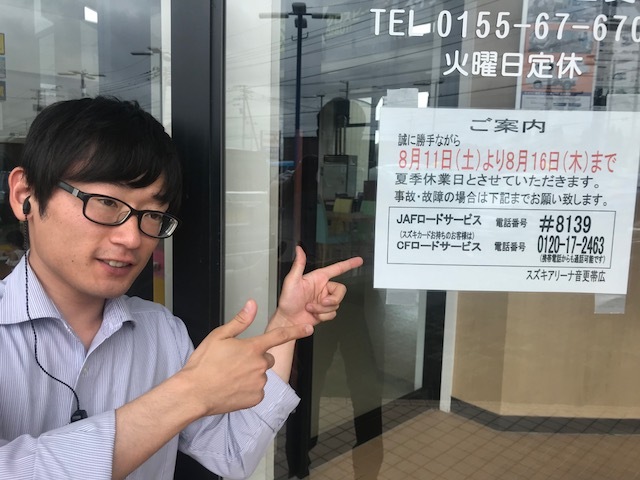 TEL.0155-67-670
火曜日定休
ご案内
誠に勝手ながら
8月11日(土)より8月16日(木)まで
夏季休業日とさせていただきます。
事故・故障の場合は下記までお願い致します。
JAFロードサービス 電話番号 #8139
(スズキカードお持ちのお客様は)
CFロードサービス 電話番号 0120-17-2463
(携帯電話からも通話可能です)
スズキアリーナ音更帯広